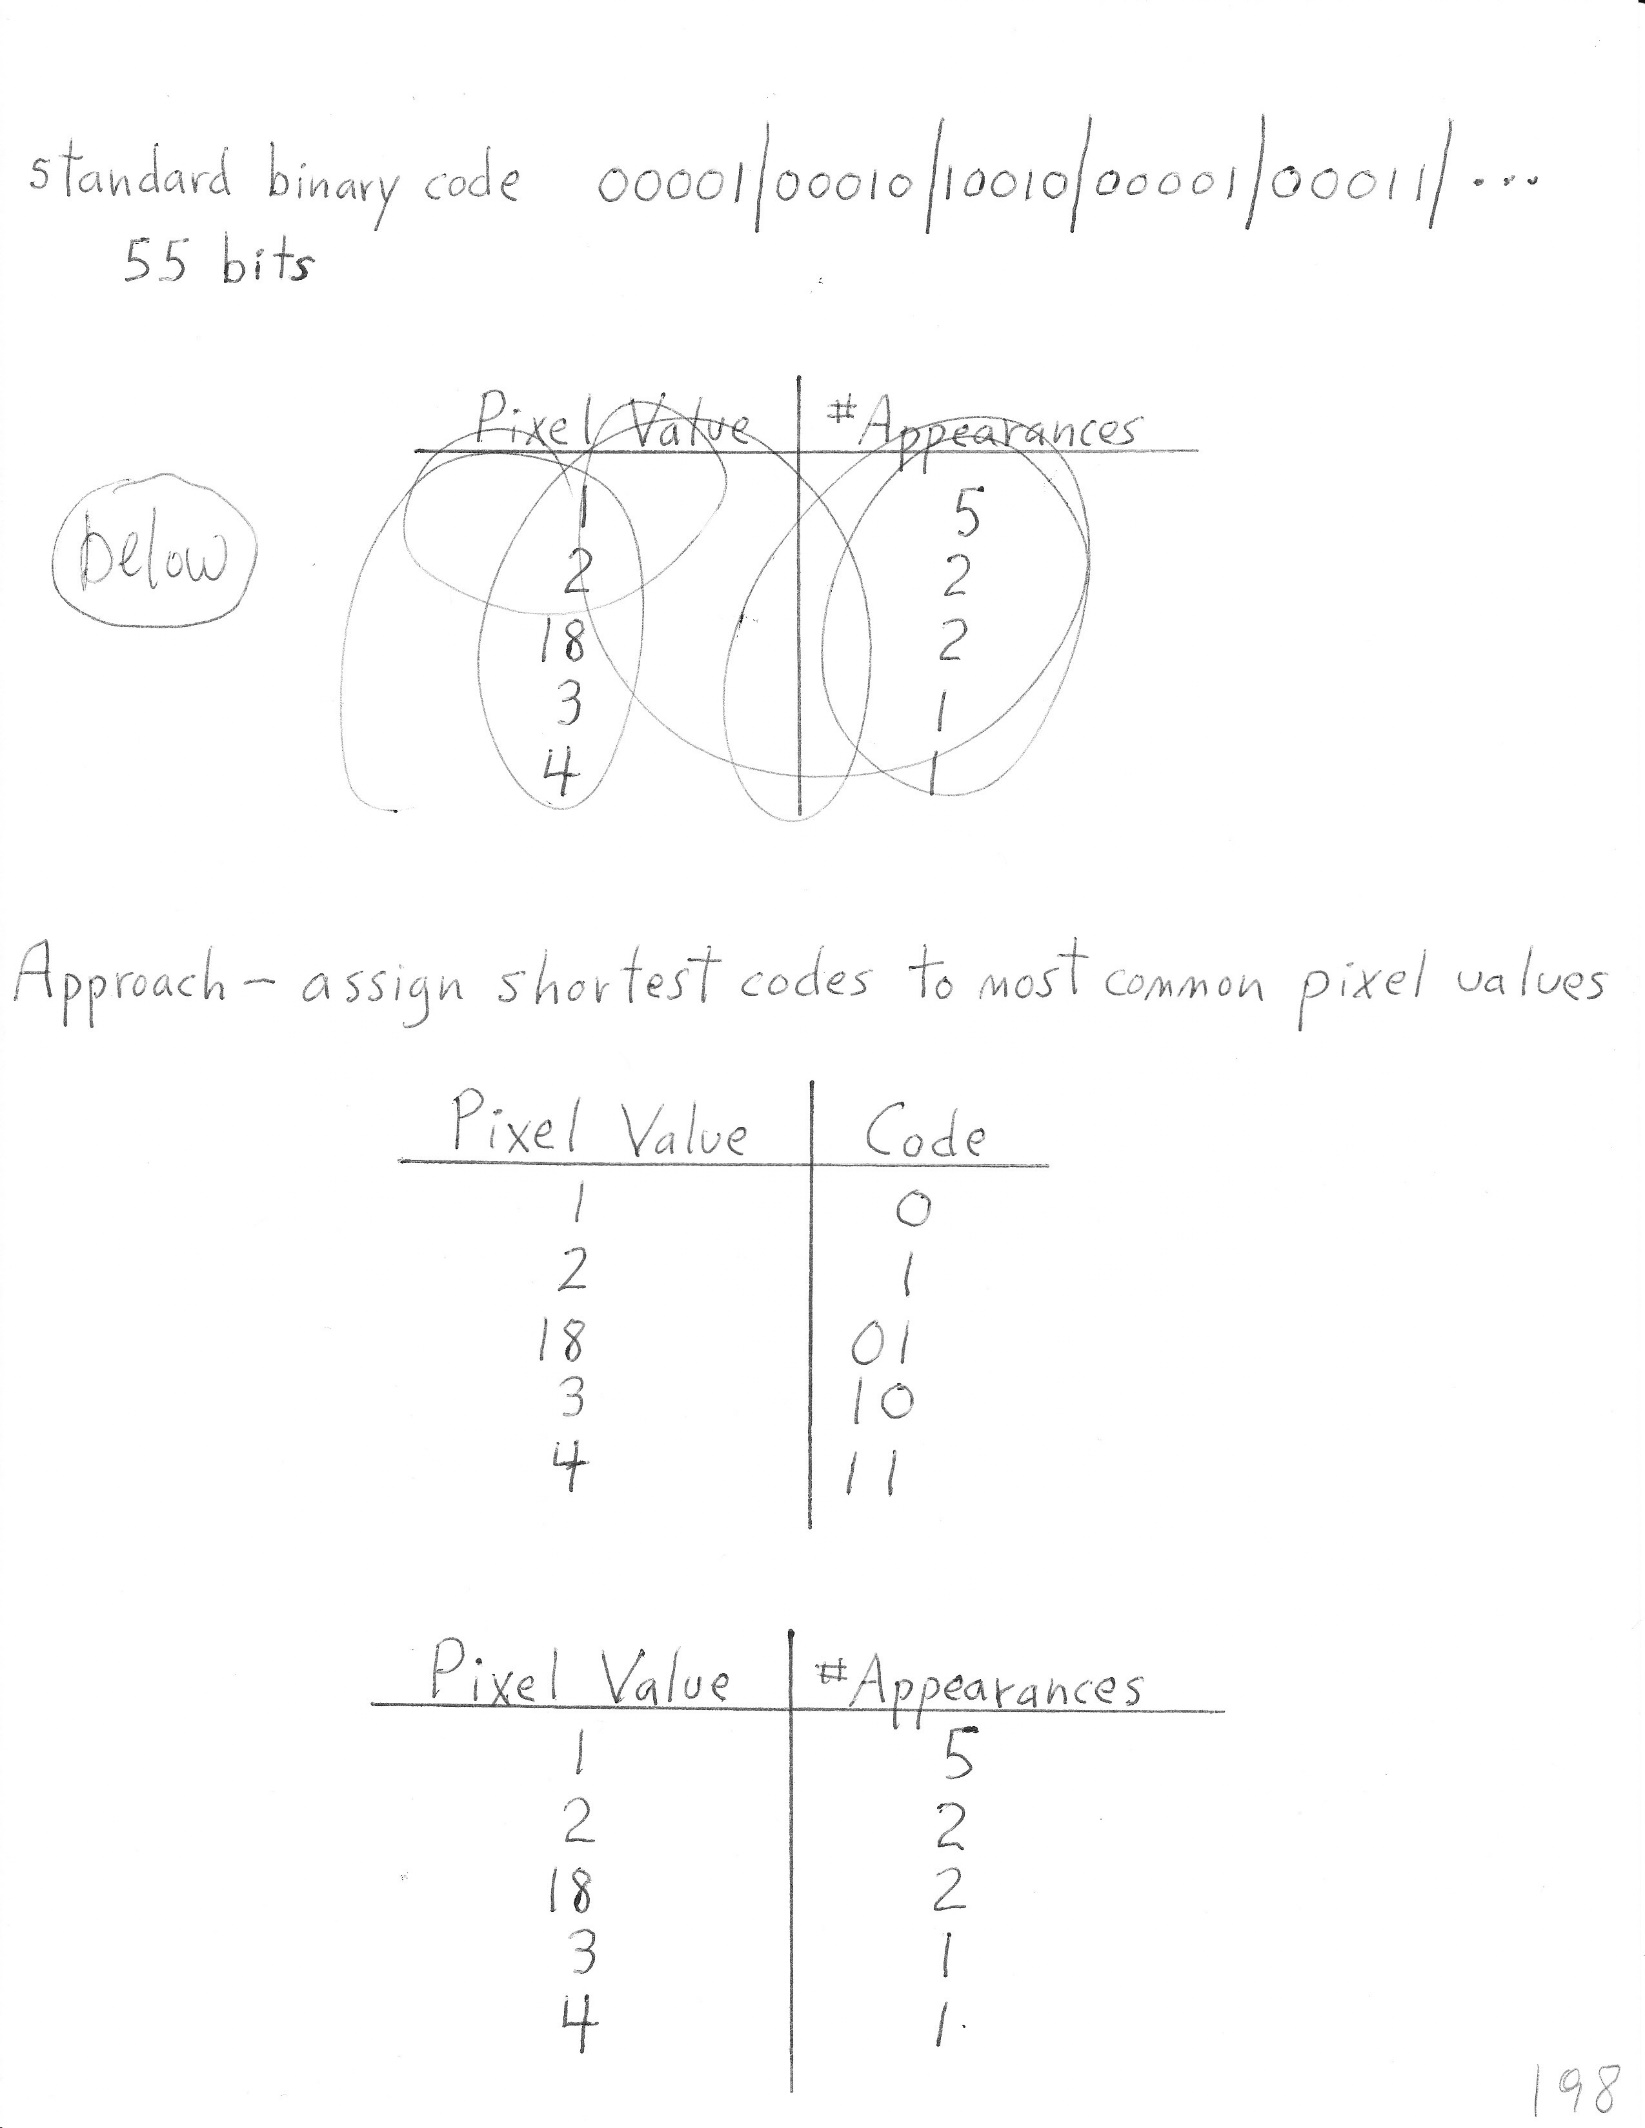 standard binary code 00001/00010/10010/00001/00011/ ...
55 bits
Pixel Value #Appearances
1 5
2 2
below
18 2
3 1
4 1
Approach - assign shortest codes to most common pixel values
Pixel Value Code
1 0
2 1
18 01
3 10
4 11
Pixel Value #Appearances
1 5
2 2
18 2
3 1
4 1
198